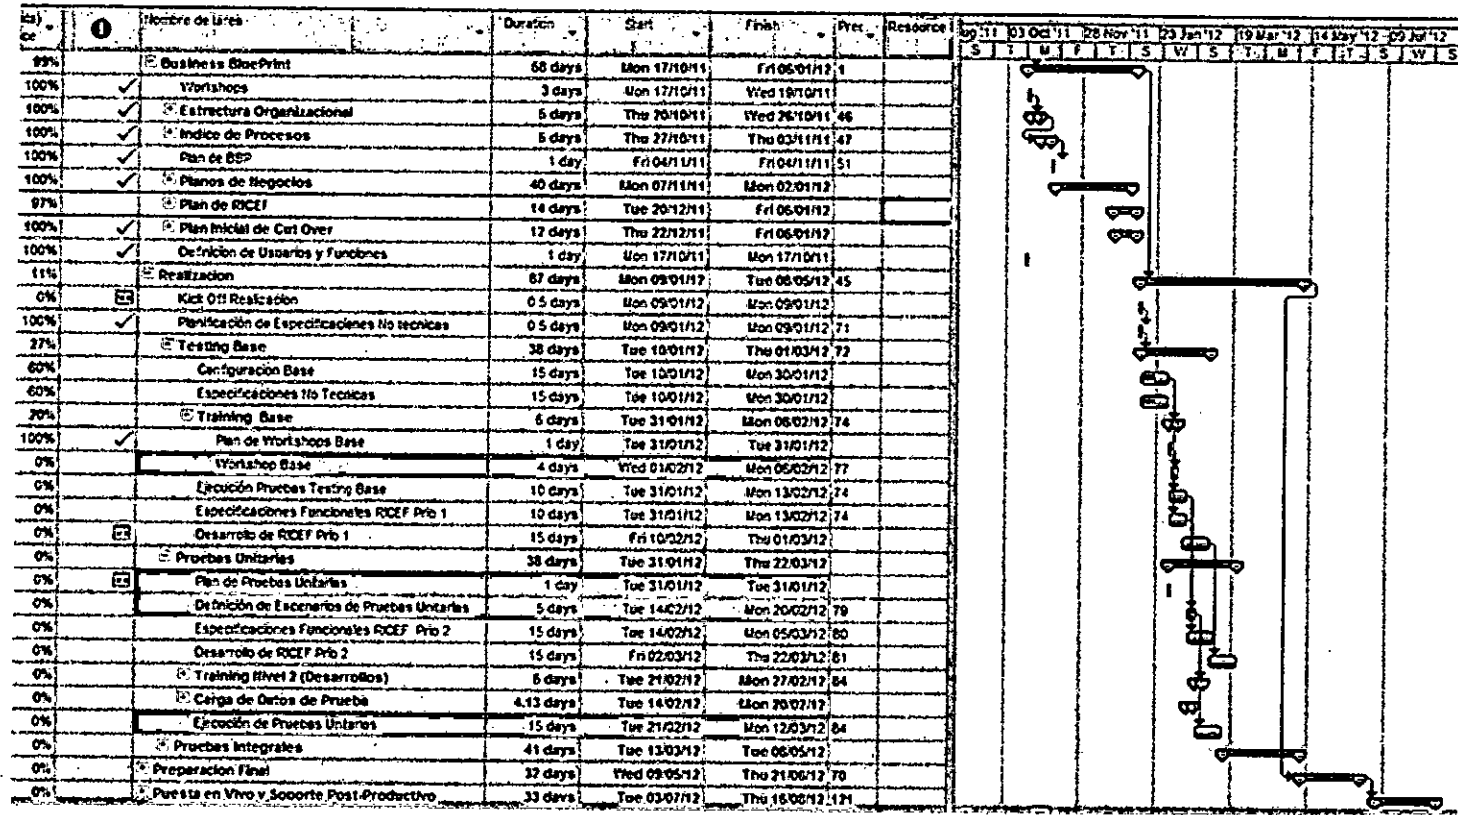 ica) ce Nombre de tarea Duration Start Finish Prec Resource
ug '11 03 Oct '11 28 Nov '11 23 Jan '12 19 Mar '12 14 May '12 09 Jul '12
S T M F T S W S T M F T S W S
99% Business BluePrint 68 days Mon 17/10/11 Fri 06/01/12 1
100% Workshops 3 days Mon 17/10/11 Wed 19/10/11
100% Estrectura Organizacional 5 days Thu 20/10/11 Wed 26/10/11 46
100% Indice de Procesos 6 days Thu 27/10/11 Thu 03/11/11 47
100% Plan de BBP 1 day Fri 04/11/11 Fri 04/11/11 51
100% Planos de Negocios 40 days Mon 07/11/11 Mon 02/01/12
97% Plan de RICEF 14 days Tue 20/12/11 Fri 06/01/12
100% Plan Inicial de Cut Over 12 days Thu 22/12/11 Fri 06/01/12
100% Definicion de Usuarios y Funciones 1 day Mon 17/10/11 Mon 17/10/11
11% Realizacion 87 days Mon 09/01/12 Tue 08/05/12 45
0% Kick Off Realizacion 0.5 days Mon 09/01/12 Mon 09/01/12
100% Planificación de Especificaciones No tecnicas 0.5 days Mon 09/01/12 Mon 09/01/12 71
27% Testing Base 38 days Tue 10/01/12 Thu 01/03/12 72
60% Configuracion Base 15 days Tue 10/01/12 Mon 30/01/12
60% Especificaciones No Tecnicas 15 days Tue 10/01/12 Mon 30/01/12
20% Training Base 5 days Tue 31/01/12 Mon 06/02/12 74
100% Plan de Workshops Base 1 day Tue 31/01/12 Tue 31/01/12
0% Workshop Base 4 days Wed 01/02/12 Mon 06/02/12 77
0% Ejecución Pruebas Testing Base 10 days Tue 31/01/12 Mon 13/02/12 74
0% Especificaciones Funcionales RICEF Prio 1 10 days Tue 31/01/12 Mon 13/02/12 74
0% Desarrollo de RICEF Prio 1 15 days Fri 10/02/12 Thu 01/03/12
0% Pruebas Unitarias 38 days Tue 31/01/12 Thu 22/03/12
0% Plan de Pruebas Unitarias 1 day Tue 31/01/12 Tue 31/01/12
0% Definición de Escenarios de Pruebas Unitarias 5 days Tue 14/02/12 Mon 20/02/12 79
0% Especificaciones Funcionales RICEF Prio 2 15 days Tue 14/02/12 Mon 05/03/12 80
0% Desarrollo de RICEF Prio 2 15 days Fri 02/03/12 Thu 22/03/12 81
0% Training Nivel 2 (Desarrollos) 5 days Tue 21/02/12 Mon 27/02/12 84
0% Carga de Datos de Prueba 4.13 days Tue 14/02/12 Mon 20/02/12
0% Ejecución de Pruebas Unitarias 15 days Tue 21/02/12 Mon 12/03/12 84
0% Pruebas Integrales 41 days Tue 13/03/12 Tue 08/05/12
0% Preparacion Final 32 days Wed 09/05/12 Thu 21/06/12 70
0% Puesta en Vivo y Soporte Post-Productivo 33 days Tue 03/07/12 Thu 16/08/12 121